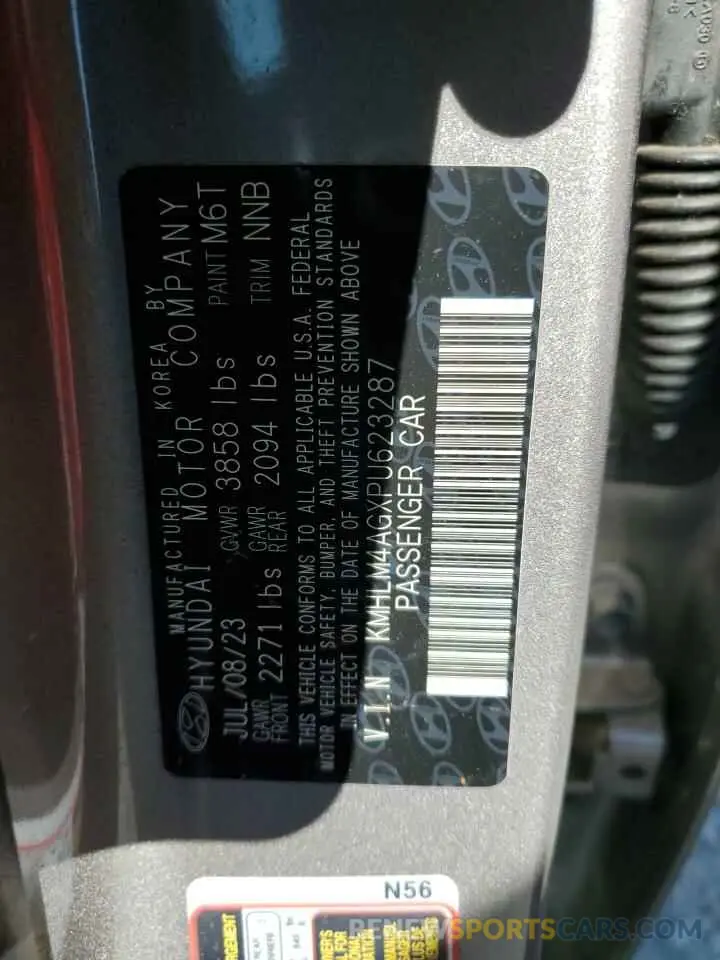 MANUFACTURED IN KOREA BY
HYUNDAI MOTOR COMPANY
JUL/08/23 GVWR 3858 lbs PAINT M6T
GAWR FRONT 2271 lbs GAWR REAR 2094 lbs TRIM NNB
THIS VEHICLE CONFORMS TO ALL APPLICABLE U.S.A. FEDERAL
MOTOR VEHICLE SAFETY, BUMPER, AND THEFT PREVENTION STANDARDS
IN EFFECT ON THE DATE OF MANUFACTURE SHOWN ABOVE
V.I.N KMHLM4AGXPU623287
PASSENGER CAR
N56
RENEWSPORTSCARS.COM